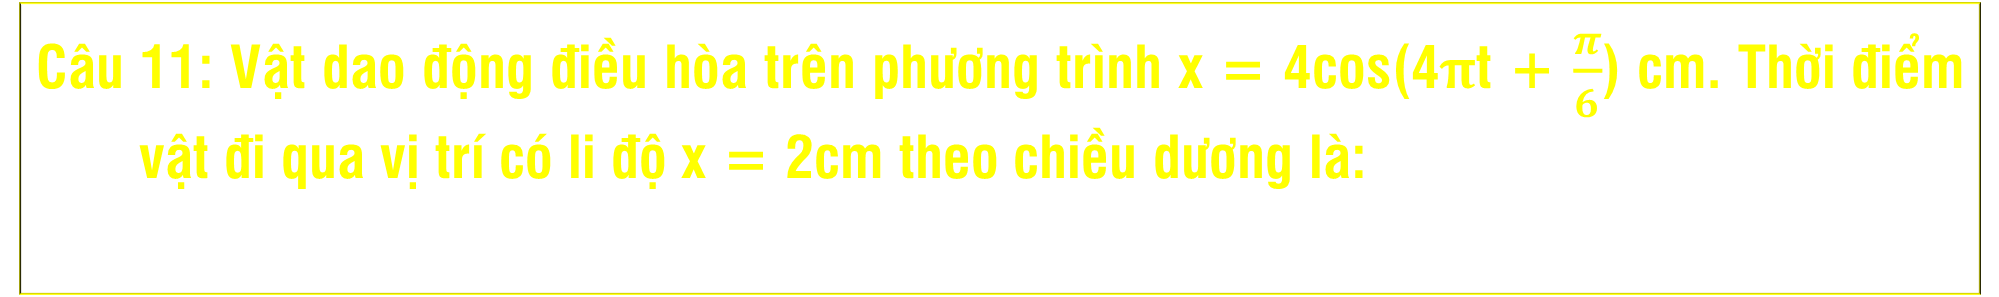 Câu 11: Vật dao động điều hòa trên phương trình x = 4cos(4πt + π/6) cm. Thời điểm
vật đi qua vị trí có li độ x = 2cm theo chiều dương là: